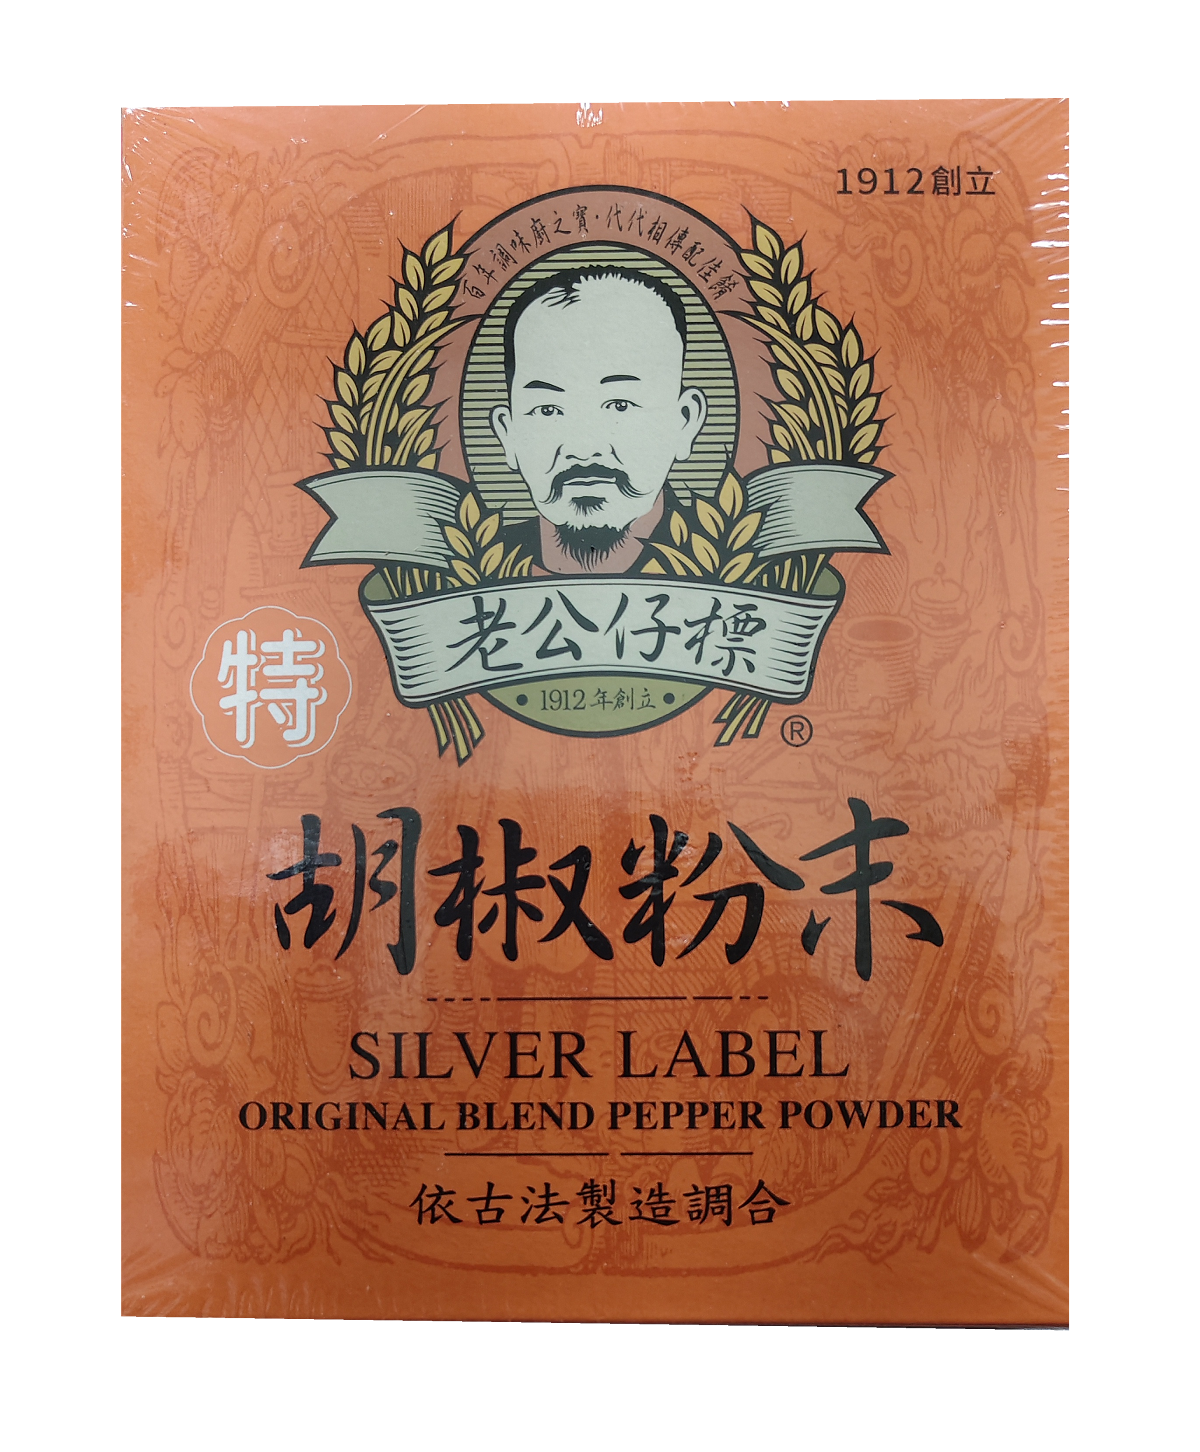 1912創立
百年調味廚之寶·代代相傳配佳餚
老公仔標
•1912年創立•
®
特
胡椒粉末
SILVER LABEL
ORIGINAL BLEND PEPPER POWDER
依古法製造調合